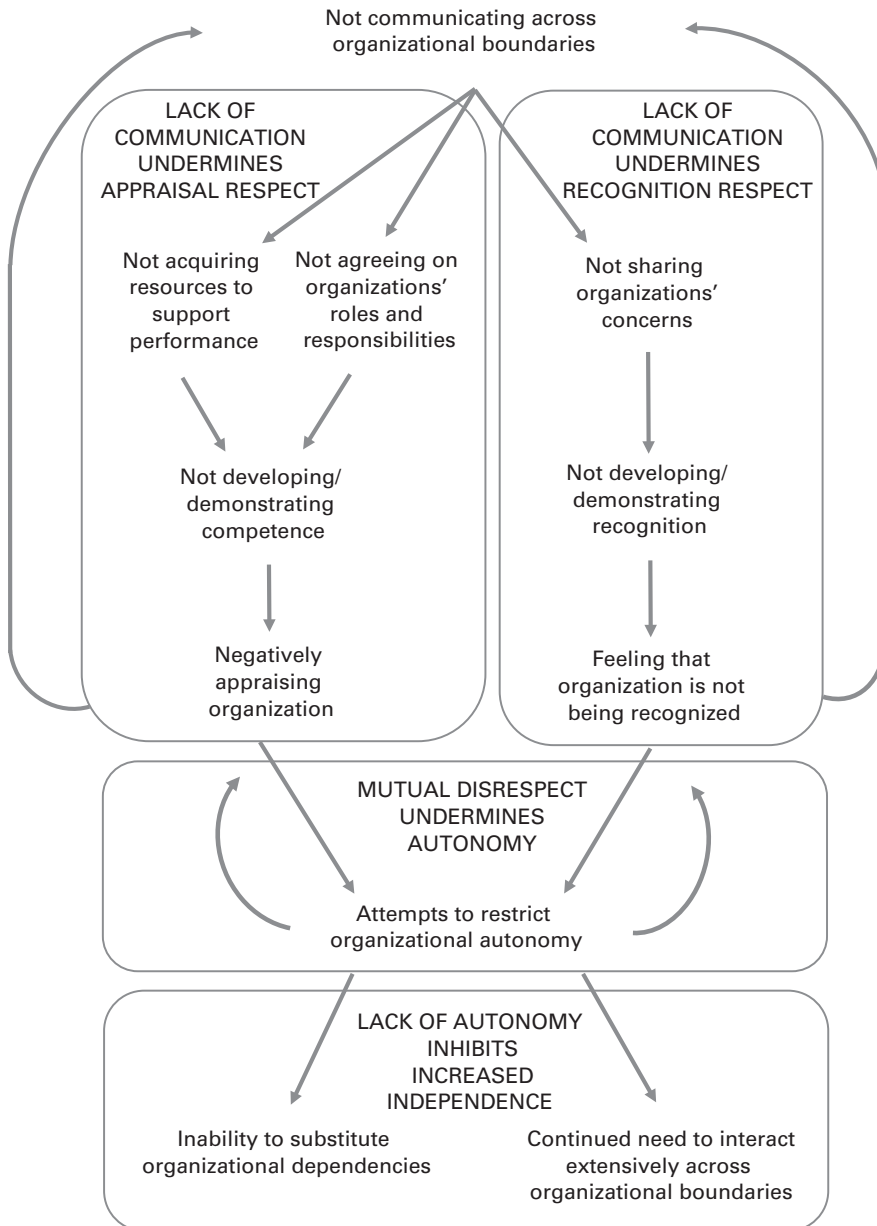 Not communicating across
organizational boundaries
LACK OF
COMMUNICATION
UNDERMINES
APPRAISAL RESPECT
Not acquiring
resources to
support
performance
Not agreeing on
organizations’
roles and
responsibilities
Not developing/
demonstrating
competence
Negatively
appraising
organization
LACK OF
COMMUNICATION
UNDERMINES
RECOGNITION RESPECT
Not sharing
organizations’
concerns
Not developing/
demonstrating
recognition
Feeling that
organization is not
being recognized
MUTUAL DISRESPECT
UNDERMINES
AUTONOMY
Attempts to restrict
organizational autonomy
LACK OF AUTONOMY
INHIBITS
INCREASED
INDEPENDENCE
Inability to substitute
organizational dependencies
Continued need to interact
extensively across
organizational boundaries